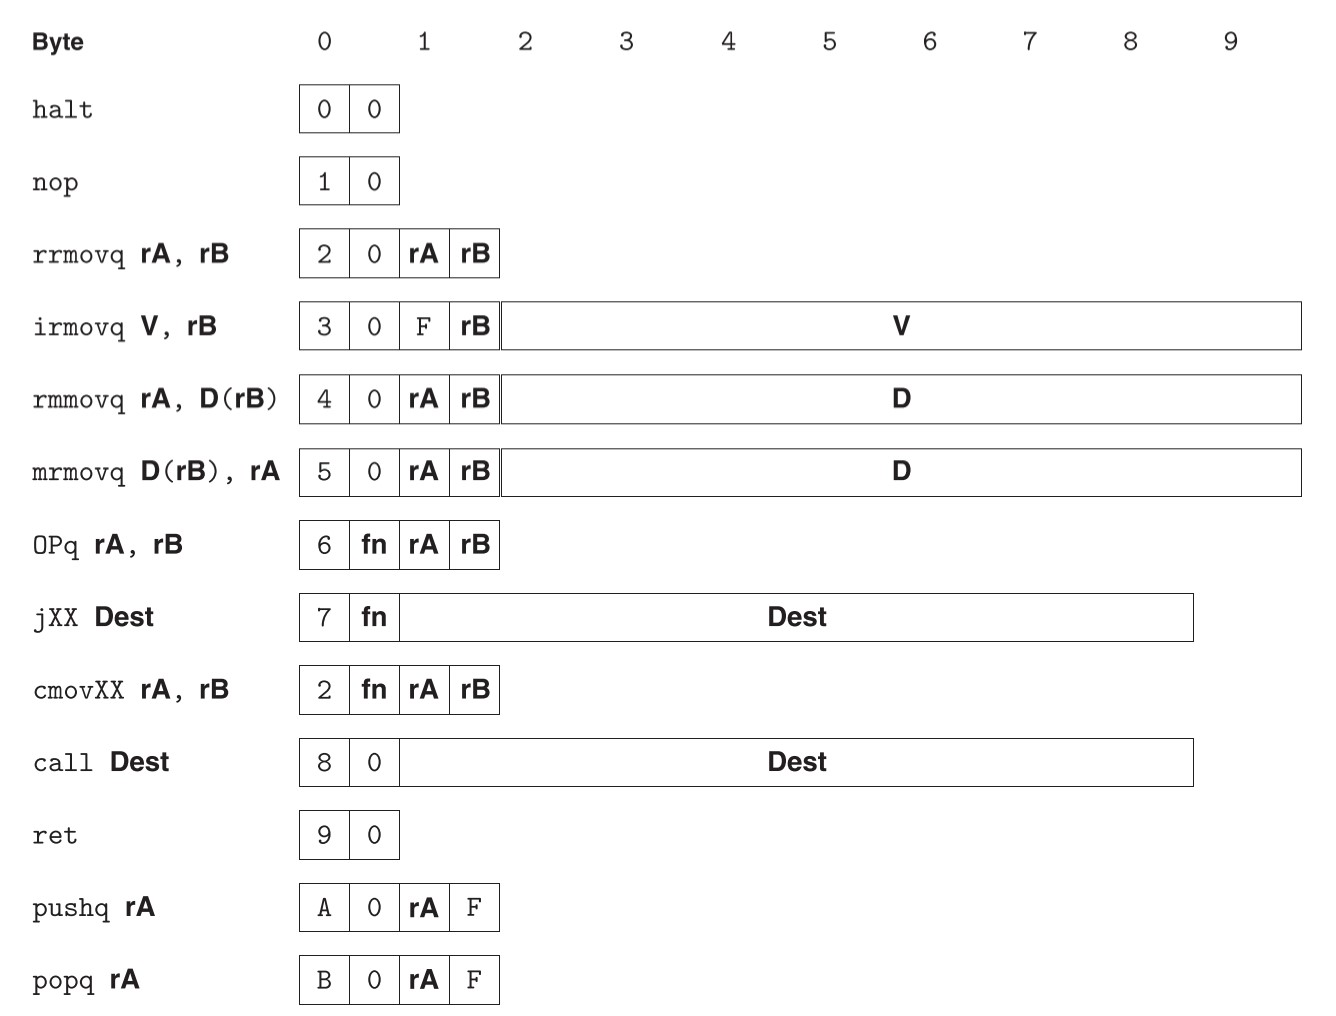 Byte 0 1 2 3 4 5 6 7 8 9
halt 0 0
nop 1 0
rrmovq rA, rB 2 0 rA rB
irmovq V, rB 3 0 F rB V
rmmovq rA, D(rB) 4 0 rA rB D
mrmovq D(rB), rA 5 0 rA rB D
OPq rA, rB 6 fn rA rB
jXX Dest 7 fn Dest
cmovXX rA, rB 2 fn rA rB
call Dest 8 0 Dest
ret 9 0
pushq rA A 0 rA F
popq rA B 0 rA F